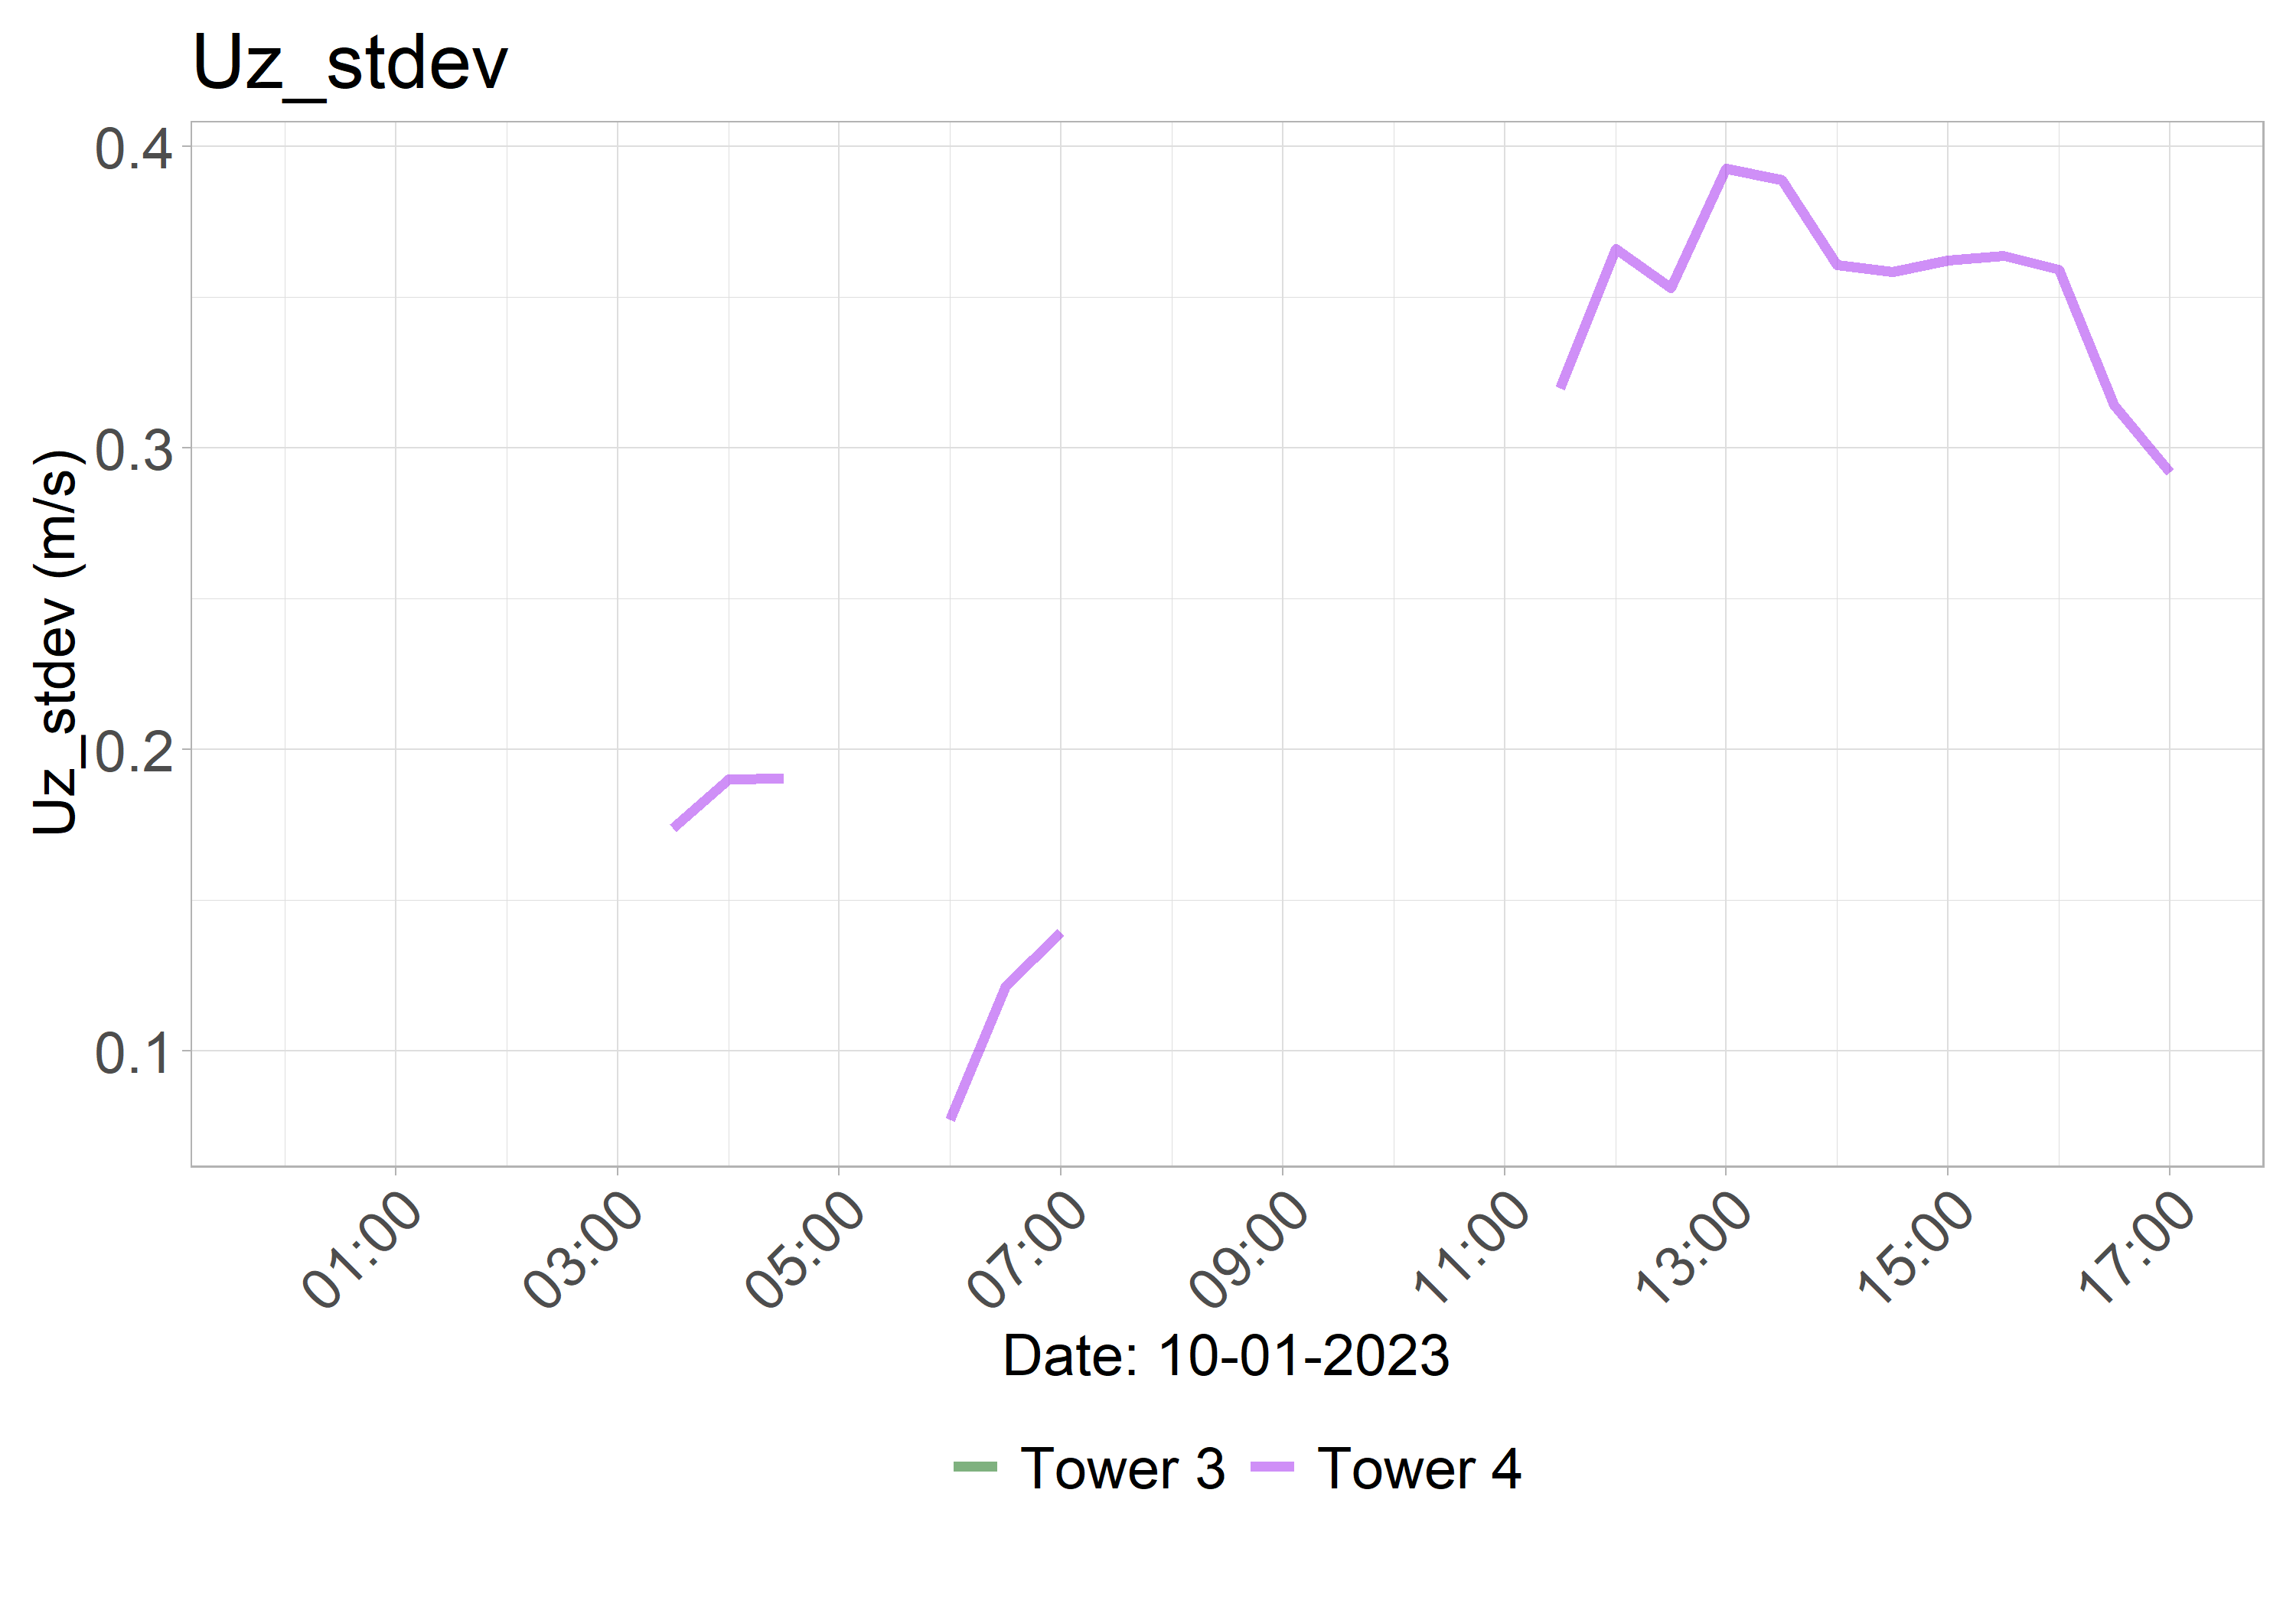 Uz_stdev
0.4
0.3
0.2
0.1
Uz_stdev (m/s)
01:00 03:00 05:00 07:00 09:00 11:00 13:00 15:00 17:00
Date: 10-01-2023
Tower 3 Tower 4